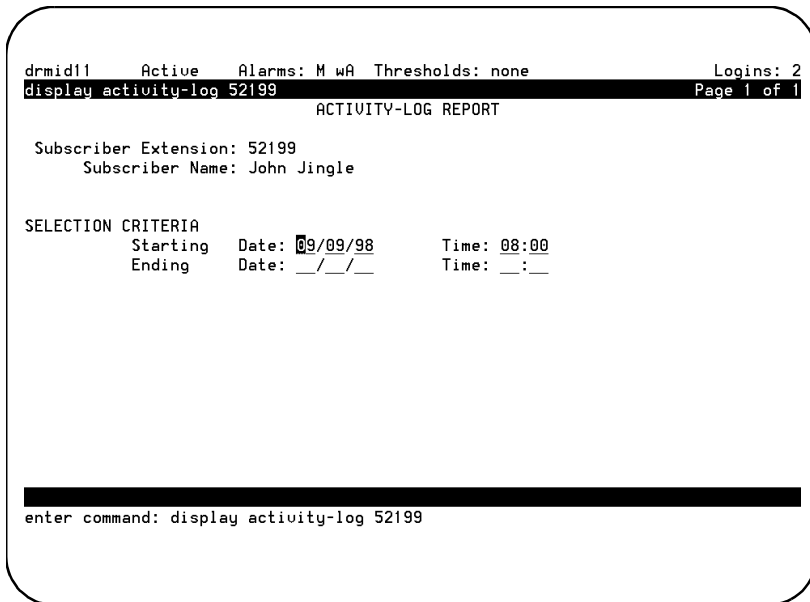 drmid11 Active Alarms: M wA Thresholds: none Logins: 2
display activity-log 52199 Page 1 of 1
ACTIVITY-LOG REPORT
Subscriber Extension: 52199
Subscriber Name: John Jingle
SELECTION CRITERIA
Starting Date: 09/09/98 Time: 08:00
Ending Date: __/__/__ Time: __:__
enter command: display activity-log 52199